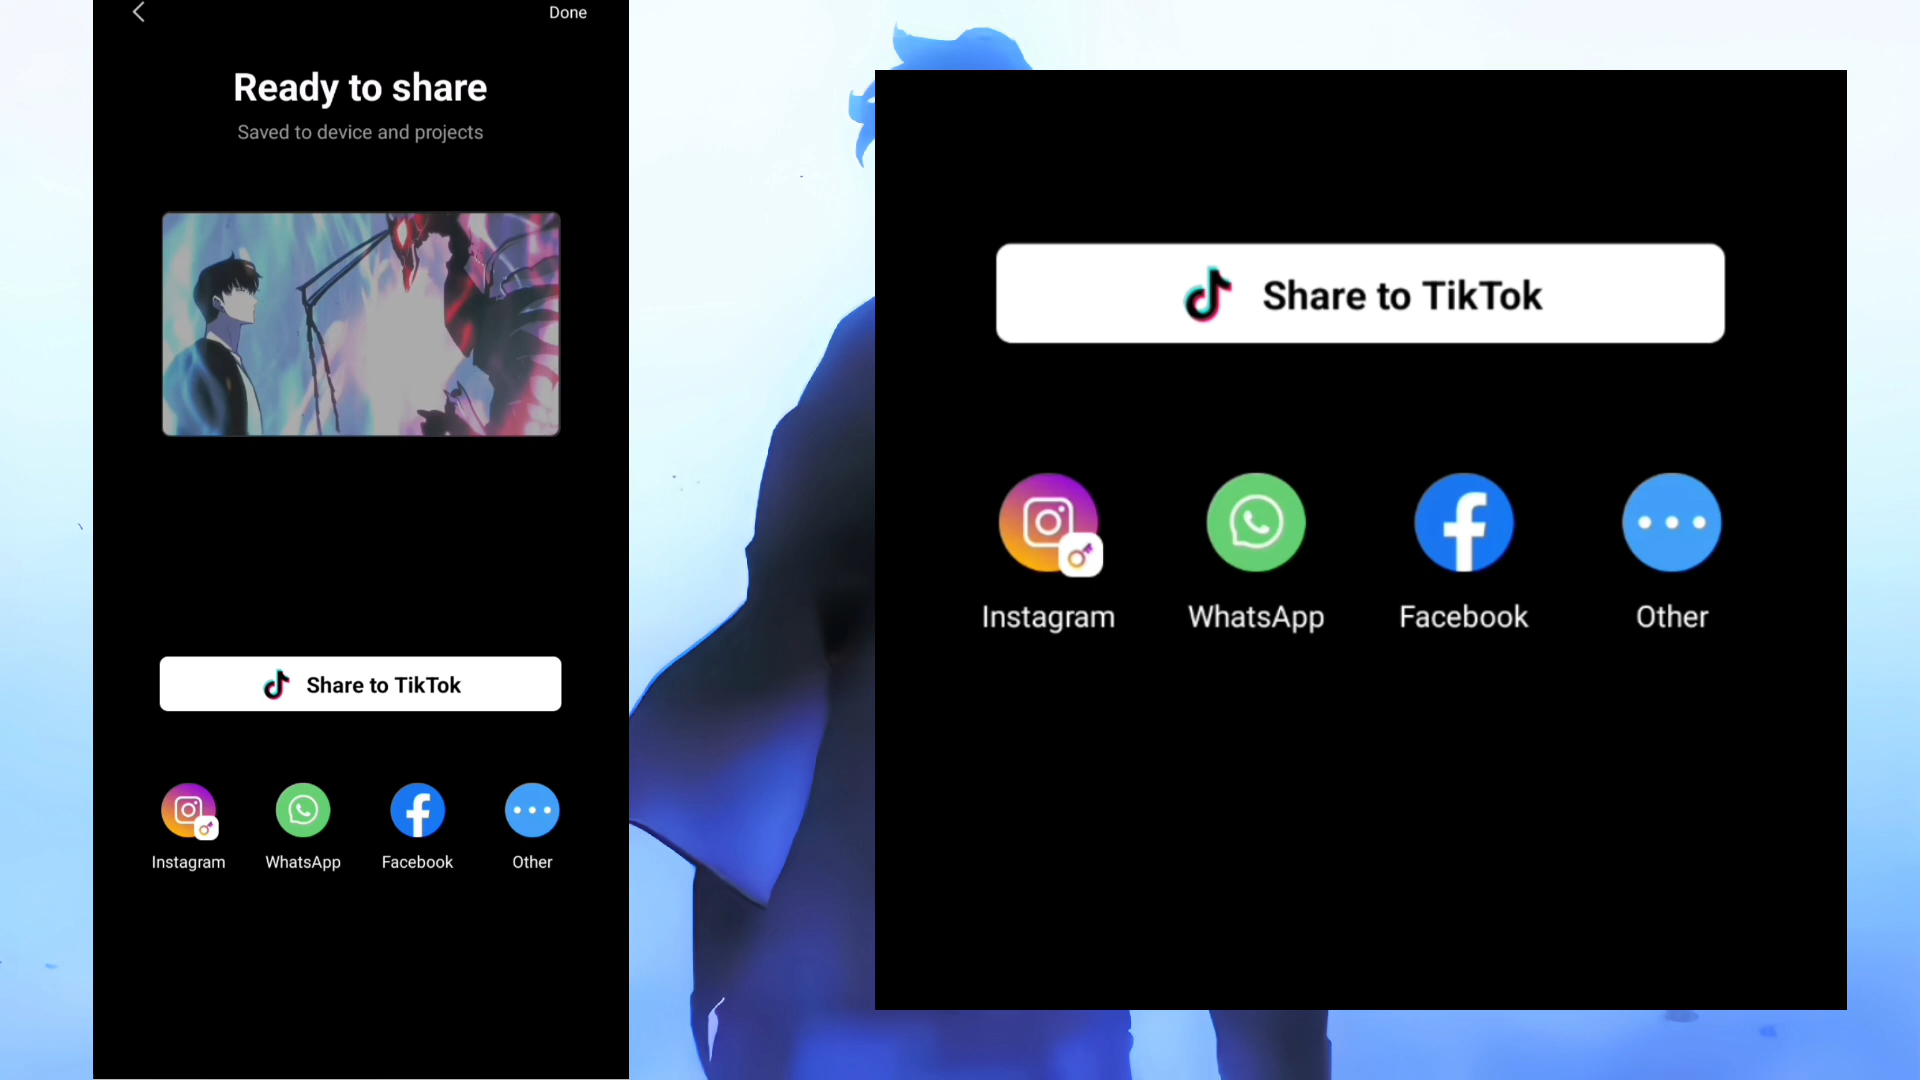 Done
Ready to share
Saved to device and projects
Share to TikTok
Instagram WhatsApp Facebook Other
Share to TikTok
Instagram WhatsApp Facebook Other